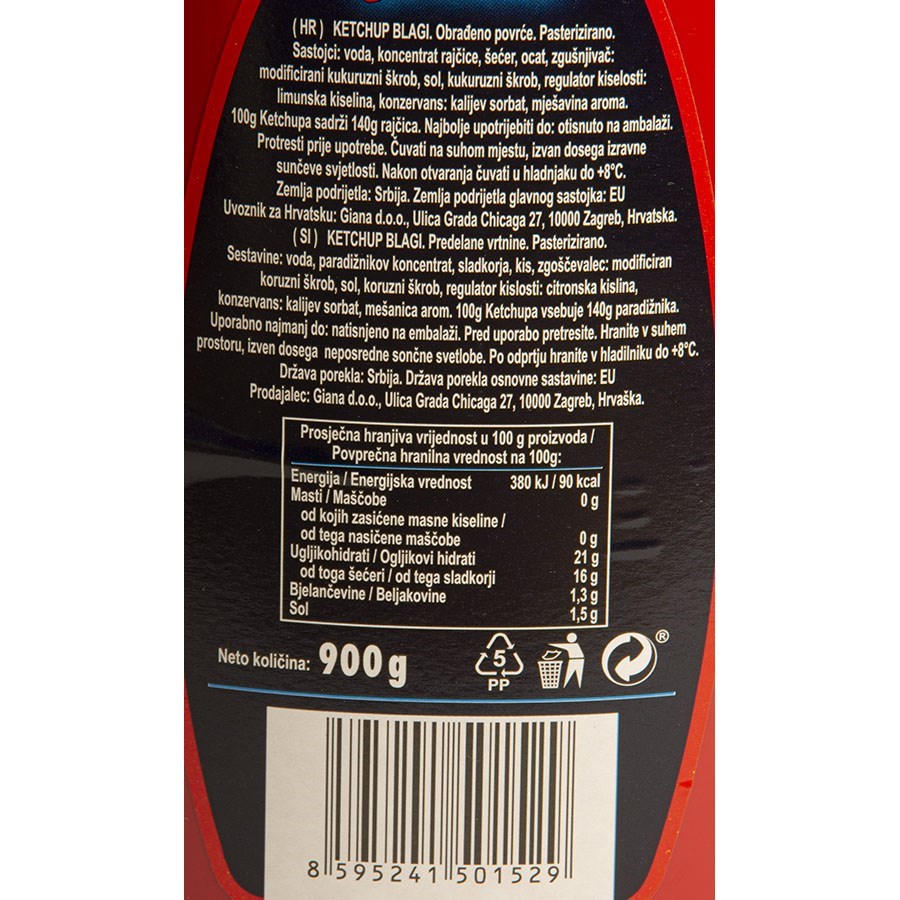 (HR) KETCHUP BLAGI. Obrađeno povrće. Pasterizirano.
Sastojci: voda, koncentrat rajčice, šećer, ocat, zgušnjivač:
modificirani kukuruzni škrob, sol, kukuruzni škrob, regulator kiselosti:
limunska kiselina, konzervans: kalijev sorbat, mješavina aroma.
100g Ketchupa sadrži 140g rajčica. Najbolje upotrijebiti do: otisnuto na ambalaži.
Protresti prije upotrebe. Čuvati na suhom mjestu, izvan dosega izravne
sunčeve svjetlosti. Nakon otvaranja čuvati u hladnjaku do +8°C.
Zemlja podrijetla: Srbija. Zemlja podrijetla glavnog sastojka: EU
Uvoznik za Hrvatsku: Giana d.o.o., Ulica Grada Chicaga 27, 10000 Zagreb, Hrvatska.
(SI) KETCHUP BLAGI. Predelane vrtnine. Pasterizirano.
Sestavine: voda, paradižnikov koncentrat, sladkorja, kis, zgoščevalec: modificiran
koruzni škrob, sol, koruzni škrob, regulator kislosti: citronska kislina,
konzervans: kalijev sorbat, mešanica arom. 100g Ketchupa vsebuje 140g paradižnika.
Uporabno najmanj do: natisnjeno na embalaži. Pred uporabo pretresite. Hranite v suhem
prostoru, izven dosega neposredne sončne svetlobe. Po odprtju hranite v hladilniku do +8°C.
Država porekla: Srbija. Država porekla osnovne sastavine: EU
Prodajalec: Giana d.o.o., Ulica Grada Chicaga 27, 10000 Zagreb, Hrvaška.
Prosječna hranjiva vrijednost u 100 g proizvoda /
Povprečna hranilna vrednost na 100g:
Energija / Energijska vrednost 380 kJ / 90 kcal
Masti / Maščobe 0 g
od kojih zasićene masne kiseline /
od tega nasičene maščobe 0 g
Ugljikohidrati / Ogljikovi hidrati 21 g
od toga šećeri / od tega sladkorji 16 g
Bjelančevine / Beljakovine 1,3 g
Sol 1,5 g
Neto količina: 900 g
5
PP
®
8 595241 501529